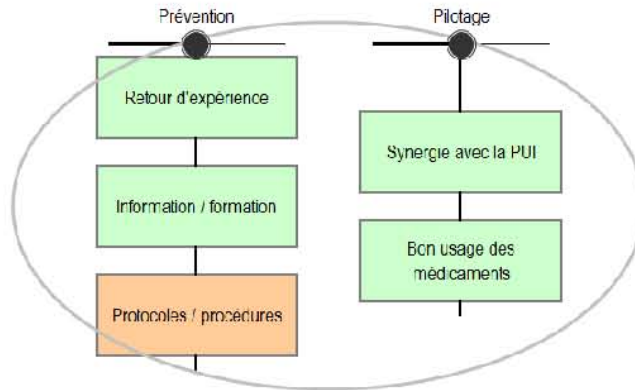 Prévention
Pilotage
Retour d'expérience
Information / formation
Protocoles / procédures
Synergie avec la PUI
Bon usage des
médicaments